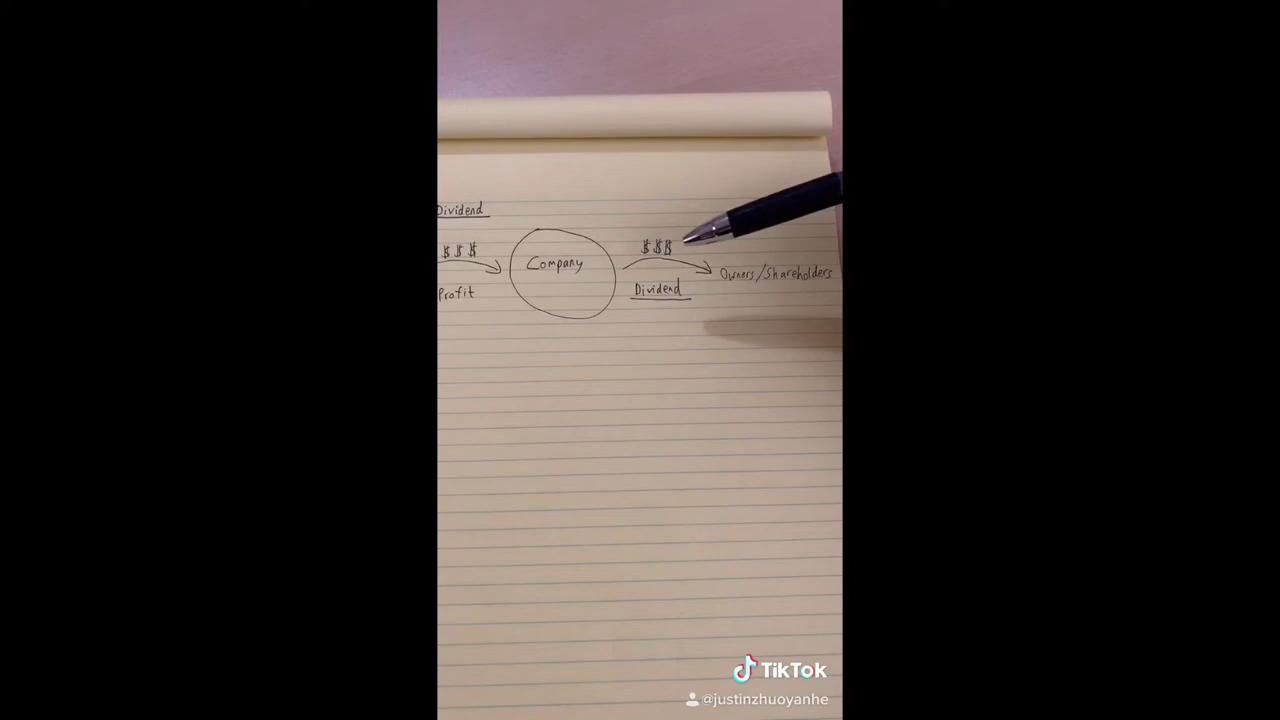 Dividend
$ $ $
Profit
Company
$ $ $
Dividend
Owners/Shareholders
TikTok
@justinzhuoyanhe